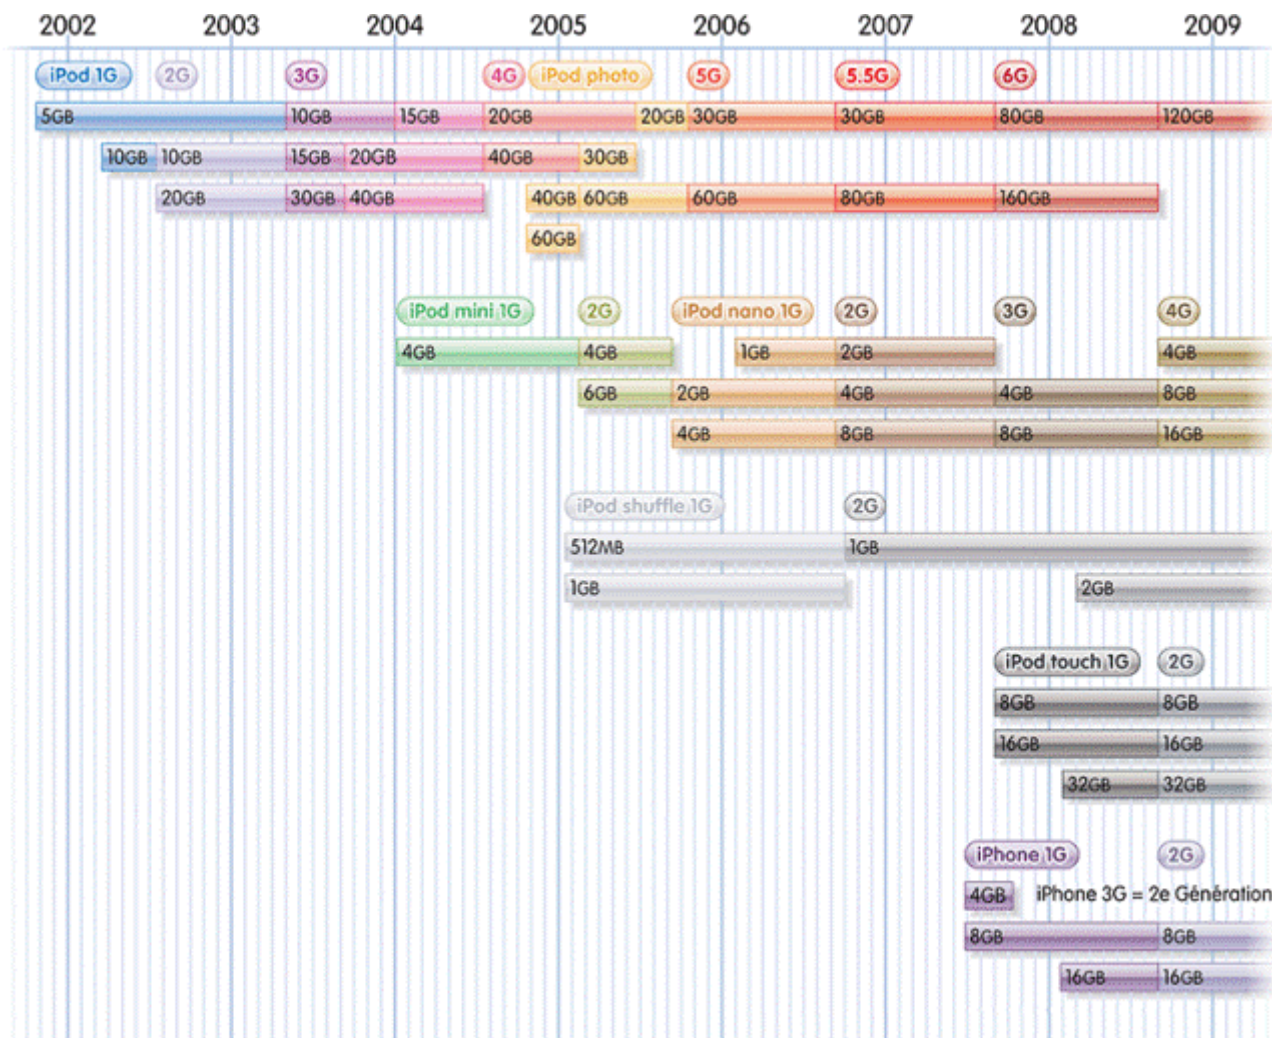 2002 2003 2004 2005 2006 2007 2008 2009
iPod 1G 2G 3G 4G iPod photo 5G 5.5G 6G
5GB 10GB 15GB 20GB 20GB 30GB 30GB 80GB 120GB
10GB 10GB 15GB 20GB 40GB 30GB
20GB 30GB 40GB 40GB 60GB 60GB 80GB 160GB
60GB
iPod mini 1G 2G iPod nano 1G 2G 3G 4G
4GB 4GB 1GB 2GB 4GB
6GB 2GB 4GB 4GB 8GB
4GB 8GB 8GB 16GB
iPod shuffle 1G 2G
512MB 1GB
1GB 2GB
iPod touch 1G 2G
8GB 8GB
16GB 16GB
32GB 32GB
iPhone 1G 2G
4GB iPhone 3G = 2e Génération
8GB 8GB
16GB 16GB